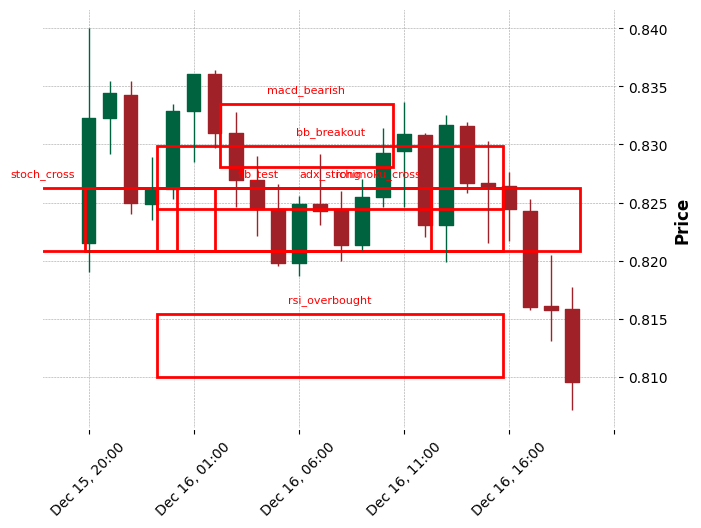 0.840
0.835
macd_bearish
0.830
bb_breakout
stoch_cross
bb_test
adx_strong
ichimoku_cross
0.825
0.820
rsi_overbought
0.815
0.810
Price
Dec 15, 20:00
Dec 16, 01:00
Dec 16, 06:00
Dec 16, 11:00
Dec 16, 16:00